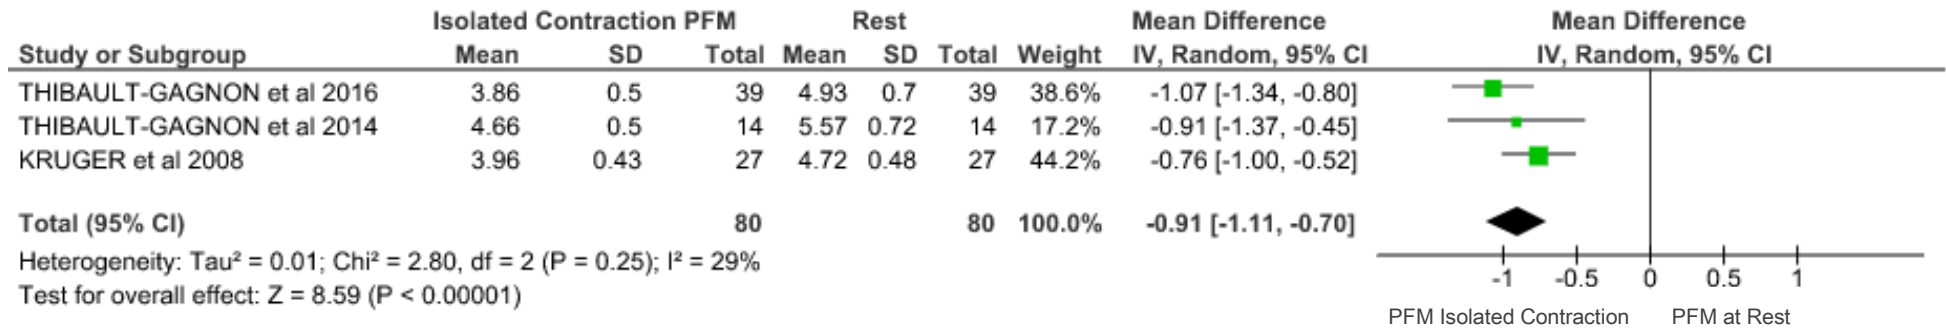 Isolated Contraction PFM Rest Mean Difference Mean Difference
Study or Subgroup Mean SD Total Mean SD Total Weight IV, Random, 95% CI IV, Random, 95% CI
THIBAULT-GAGNON et al 2016 3.86 0.5 39 4.93 0.7 39 38.6% -1.07 [-1.34, -0.80]
THIBAULT-GAGNON et al 2014 4.66 0.5 14 5.57 0.72 14 17.2% -0.91 [-1.37, -0.45]
KRUGER et al 2008 3.96 0.43 27 4.72 0.48 27 44.2% -0.76 [-1.00, -0.52]
Total (95% CI) 80 80 100.0% -0.91 [-1.11, -0.70]
Heterogeneity: Tau² = 0.01; Chi² = 2.80, df = 2 (P = 0.25); I² = 29%
Test for overall effect: Z = 8.59 (P < 0.00001)
-1 -0.5 0 0.5 1
PFM Isolated Contraction PFM at Rest